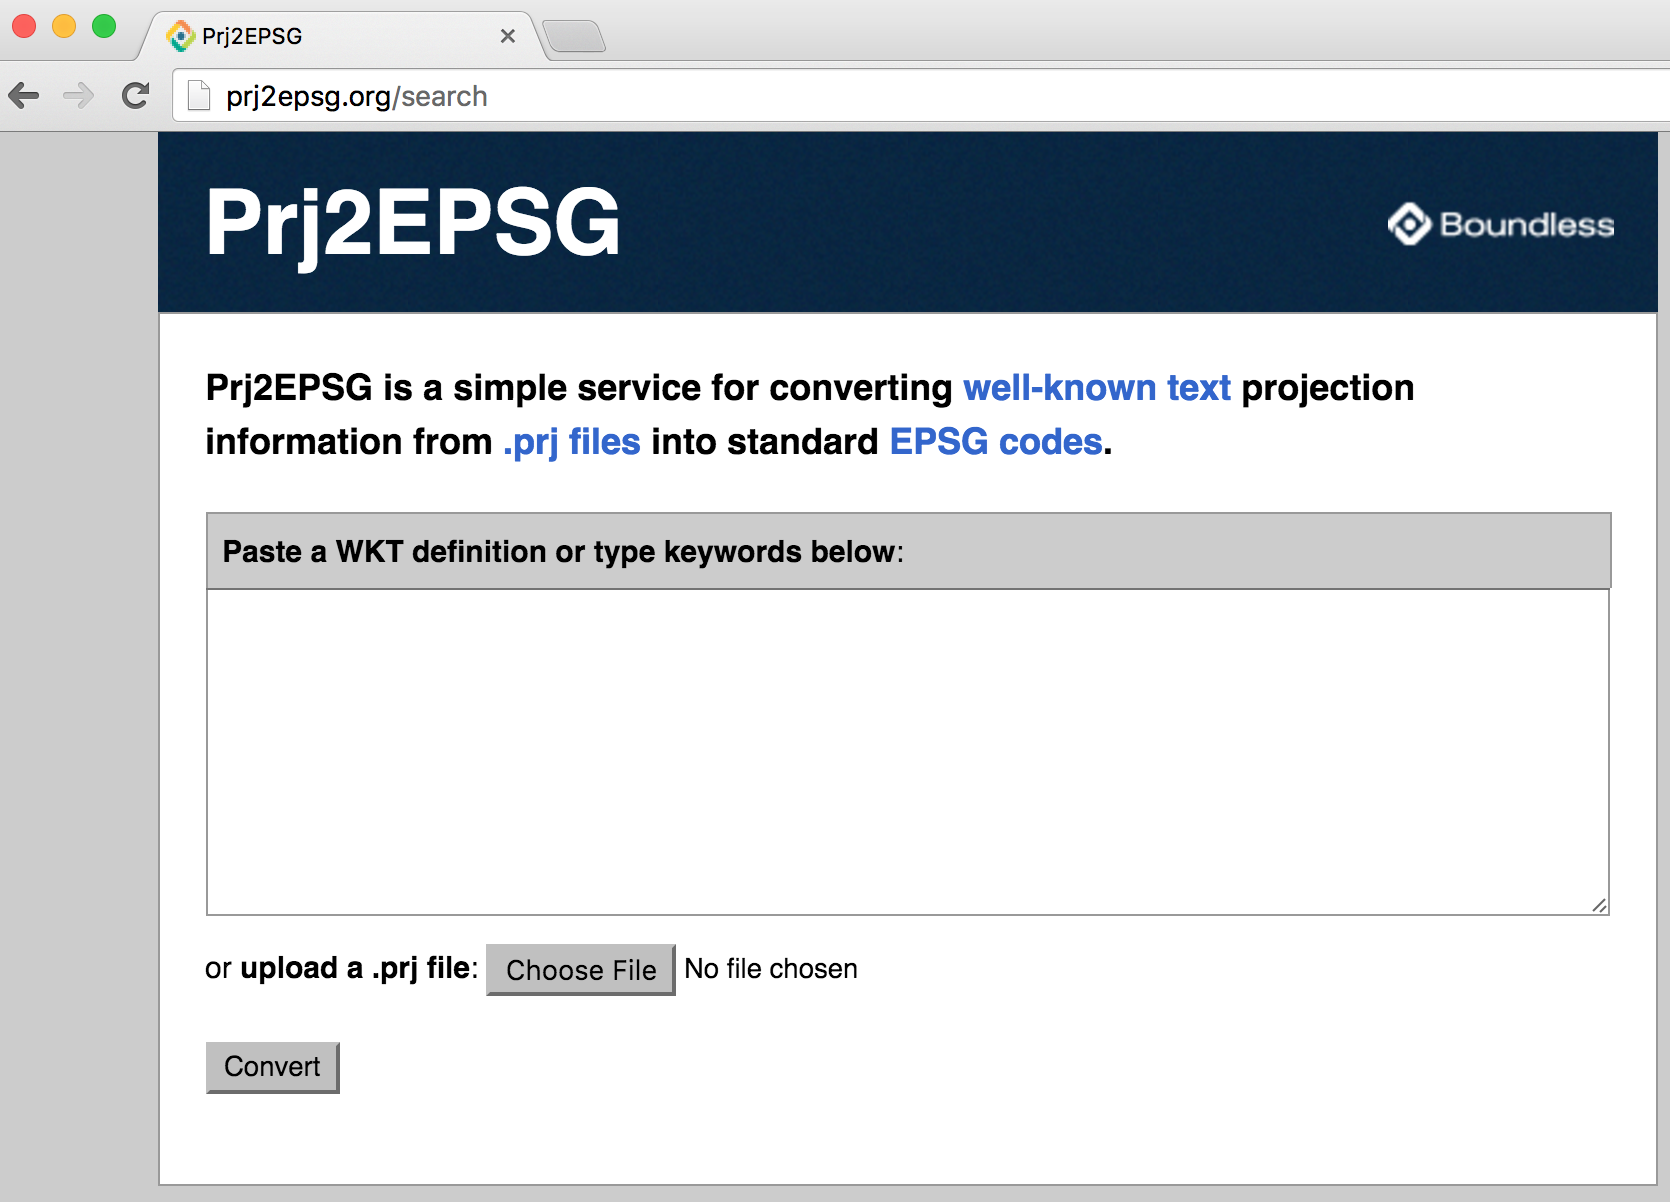 Prj2EPSG
prj2epsg.org/search
Prj2EPSG
Boundless
Prj2EPSG is a simple service for converting well-known text projection
information from .prj files into standard EPSG codes.
Paste a WKT definition or type keywords below:
or upload a .prj file: Choose File No file chosen
Convert